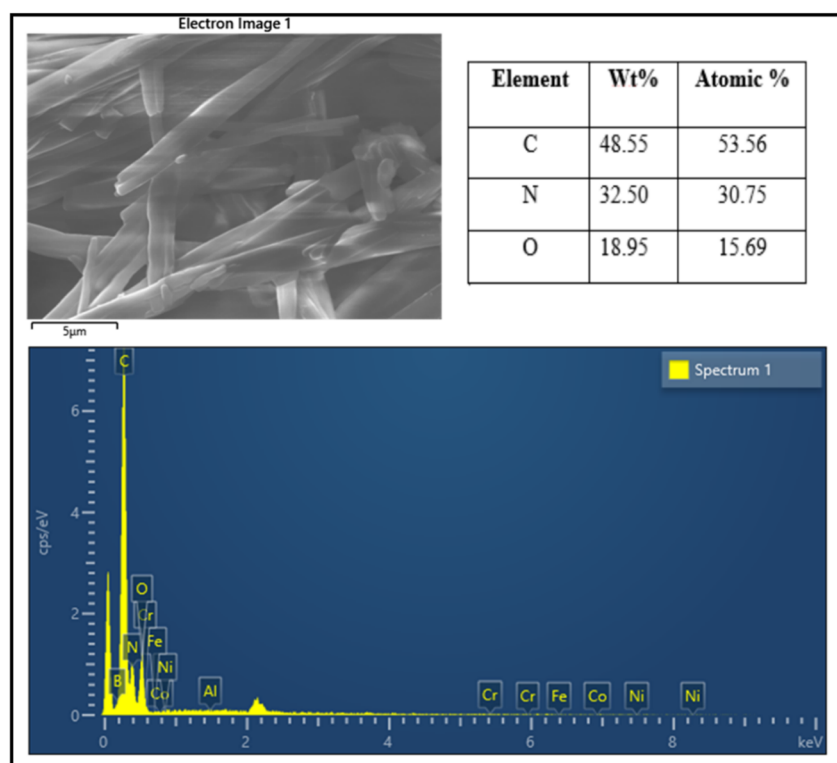 Electron Image 1
5μm
Element Wt% Atomic %
C 48.55 53.56
N 32.50 30.75
O 18.95 15.69
Spectrum 1
C
6
4
cps/eV
2
O
Cr
Fe
N
Ni
B
Co
Al
Cr Cr Fe Co Ni Ni
0
0 2 4 6 8 keV